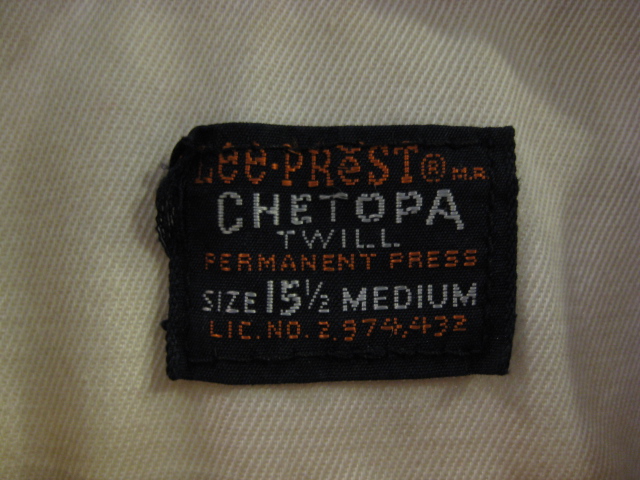 Lee·PReST® M.R.
CHETOPA
TWILL
PERMANENT PRESS
SIZE 15½ MEDIUM
LIC. NO. 2,974,432